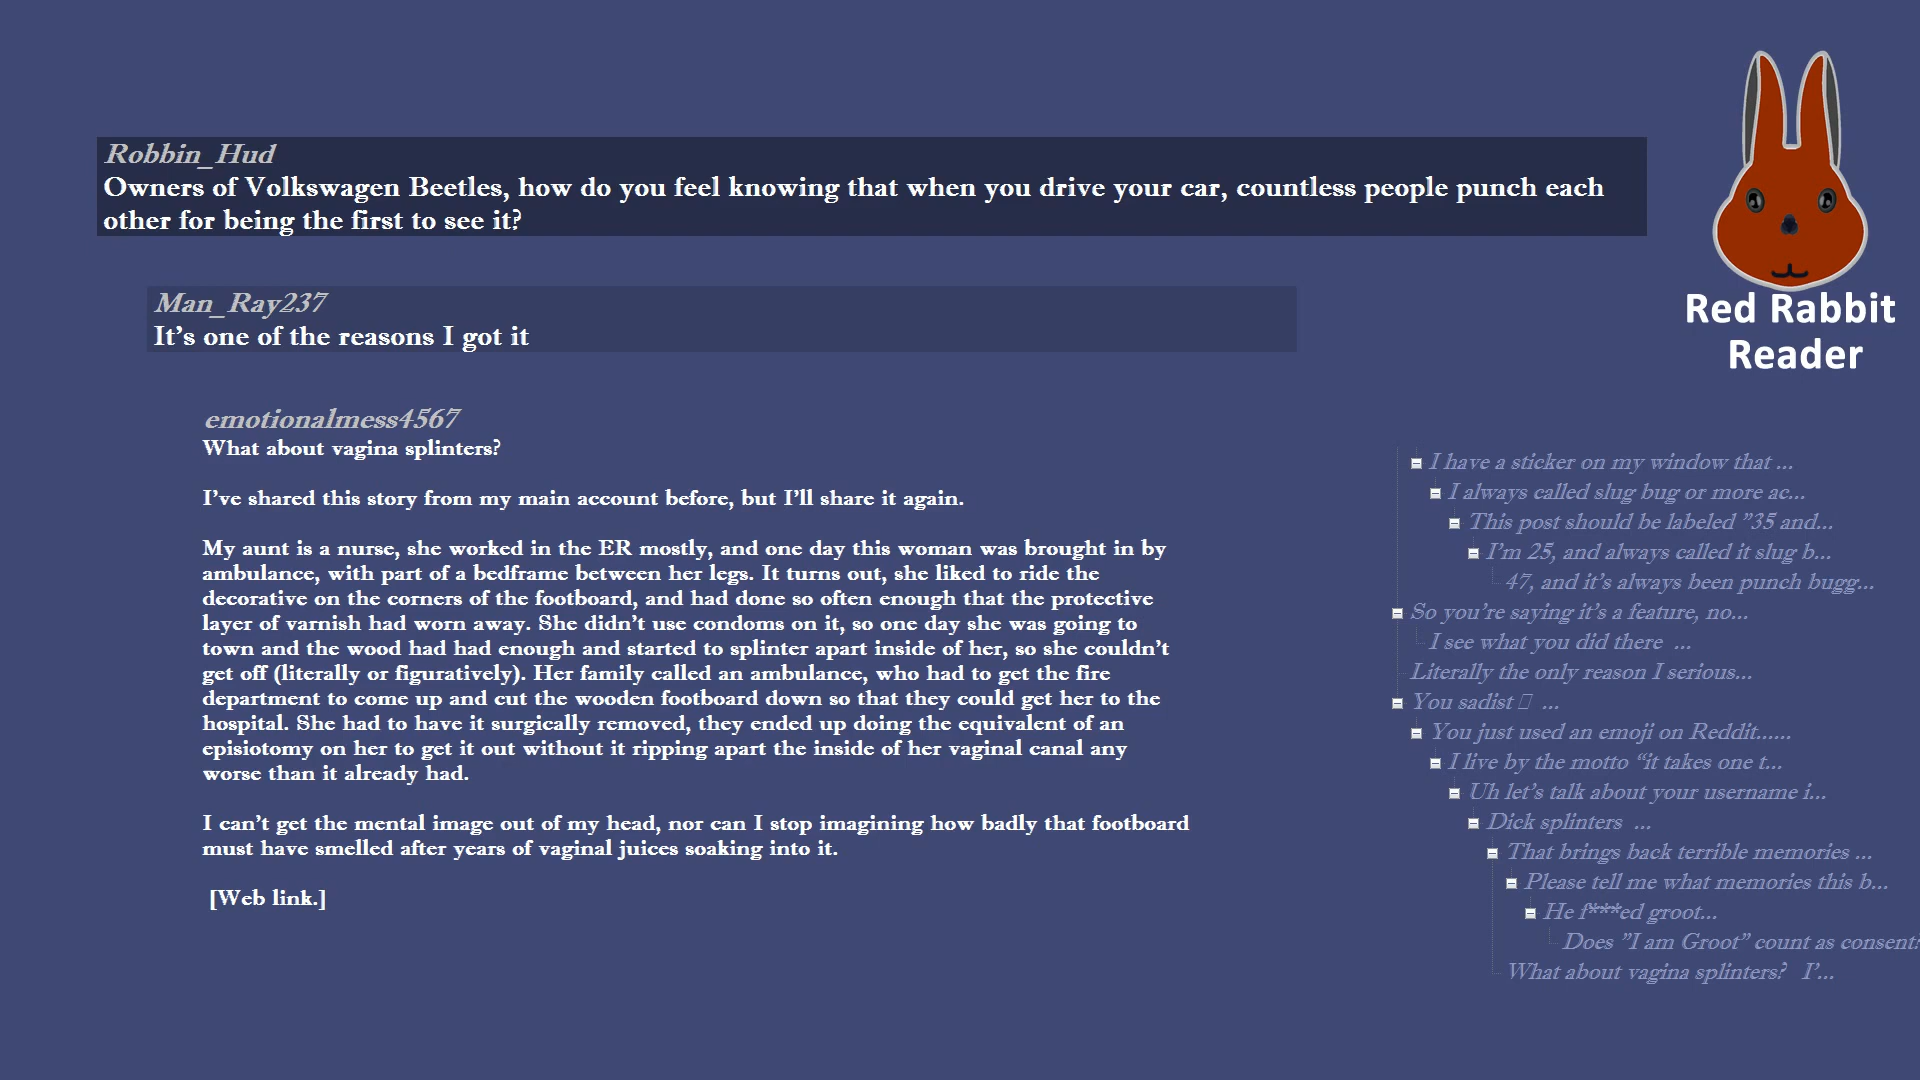 Robbin_Hud
Owners of Volkswagen Beetles, how do you feel knowing that when you drive your car, countless people punch each
other for being the first to see it?
Man_Ray237
It's one of the reasons I got it
Red Rabbit
Reader
emotionalmess4567
What about vagina splinters?
I've shared this story from my main account before, but I'll share it again.
My aunt is a nurse, she worked in the ER mostly, and one day this woman was brought in by
ambulance, with part of a bedframe between her legs. It turns out, she liked to ride the
decorative on the corners of the footboard, and had done so often enough that the protective
layer of varnish had worn away. She didn't use condoms on it, so one day she was going to
town and the wood had had enough and started to splinter apart inside of her, so she couldn't
get off (literally or figuratively). Her family called an ambulance, who had to get the fire
department to come up and cut the wooden footboard down so that they could get her to the
hospital. She had to have it surgically removed, they ended up doing the equivalent of an
episiotomy on her to get it out without it ripping apart the inside of her vaginal canal any
worse than it already had.
I can't get the mental image out of my head, nor can I stop imagining how badly that footboard
must have smelled after years of vaginal juices soaking into it.
[Web link.]
I have a sticker on my window that ...
I always called slug bug or more ac...
This post should be labeled "35 and...
I'm 25, and always called it slug b...
47, and it's always been punch bugg...
So you're saying it's a feature, no...
I see what you did there ...
Literally the only reason I serious...
You sadist ...
You just used an emoji on Reddit......
I live by the motto "it takes one t...
Uh let's talk about your username i...
Dick splinters ...
That brings back terrible memories ...
Please tell me what memories this b...
He f***ed groot...
Does "I am Groot" count as consent?
What about vagina splinters? I'...